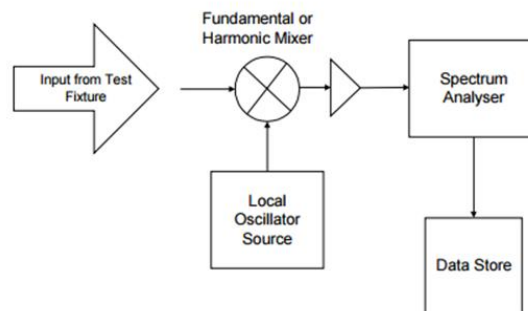 Fundamental or
Harmonic Mixer
Input from Test
Fixture
Spectrum
Analyser
Local
Oscillator
Source
Data Store